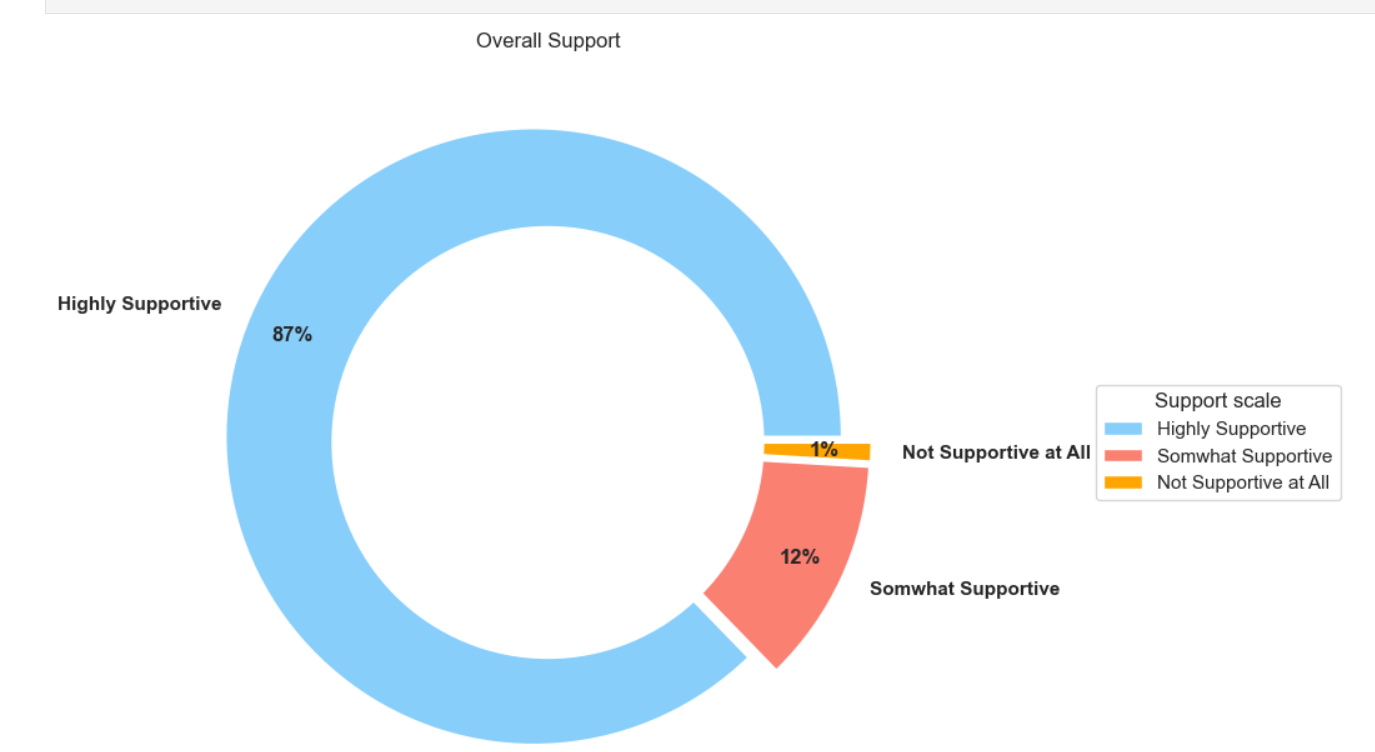 Overall Support
Highly Supportive
87%
1%
Not Supportive at All
12%
Somwhat Supportive
Support scale
Highly Supportive
Somwhat Supportive
Not Supportive at All